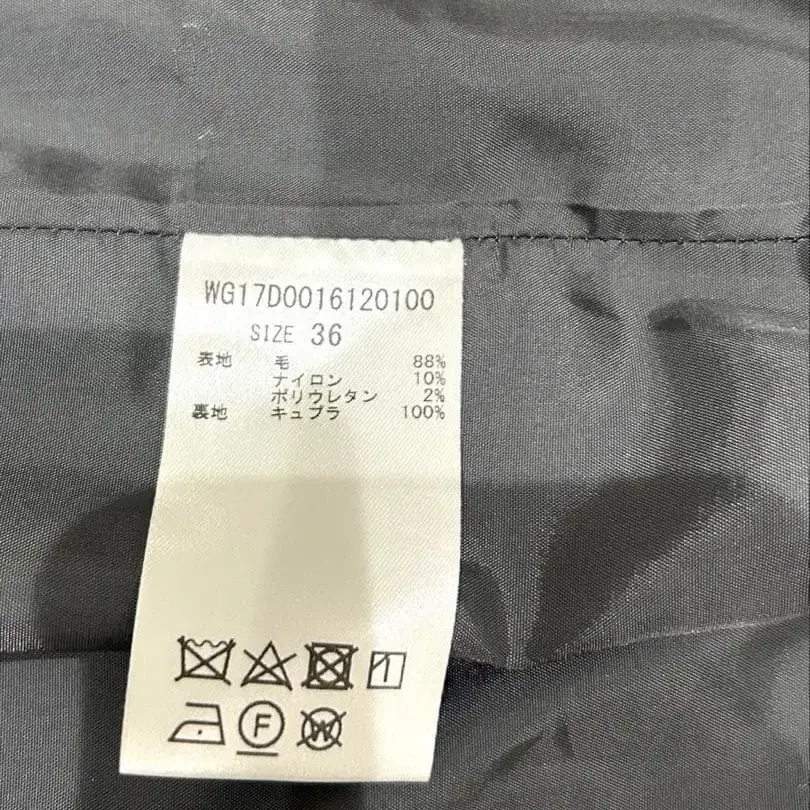 WG17D0016120100
SIZE 36
表地 毛 88%
ナイロン 10%
ポリウレタン 2%
裏地 キュプラ 100%
F
W